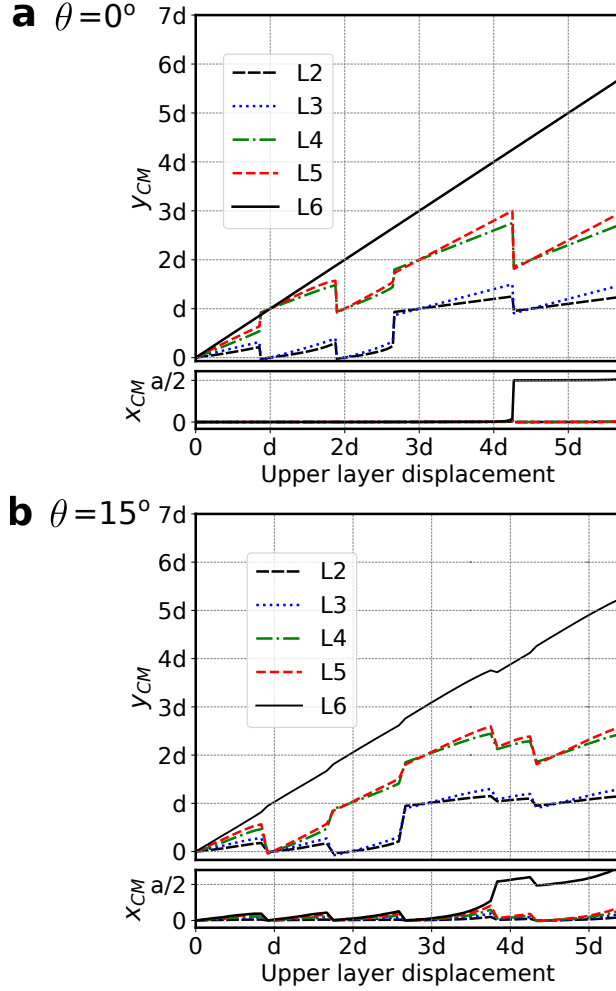 a θ=0°
7d
6d
5d
4d
3d
2d
d
0
y_CM
L2
L3
L4
L5
L6
a/2
0
x_CM
0 d 2d 3d 4d 5d
Upper layer displacement
b θ=15°
7d
6d
5d
4d
3d
2d
d
0
y_CM
L2
L3
L4
L5
L6
a/2
0
x_CM
0 d 2d 3d 4d 5d
Upper layer displacement